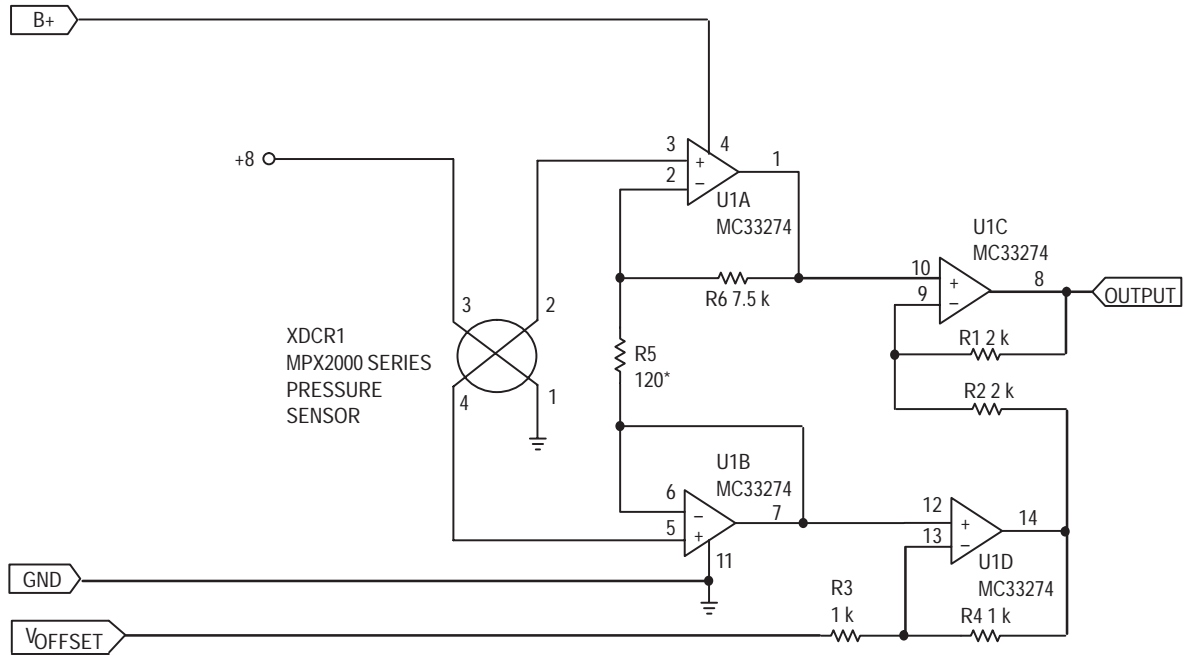 B+
+8
3
4
1
2
+
–
U1A
MC33274
U1C
MC33274
10
8
9
+
–
OUTPUT
R6 7.5 k
3
2
XDCR1
MPX2000 SERIES
PRESSURE
SENSOR
4
1
R5
120*
R1 2 k
R2 2 k
U1B
MC33274
6
7
5
–
+
11
12
14
13
+
–
U1D
MC33274
GND
R3
1 k
R4 1 k
VOFFSET